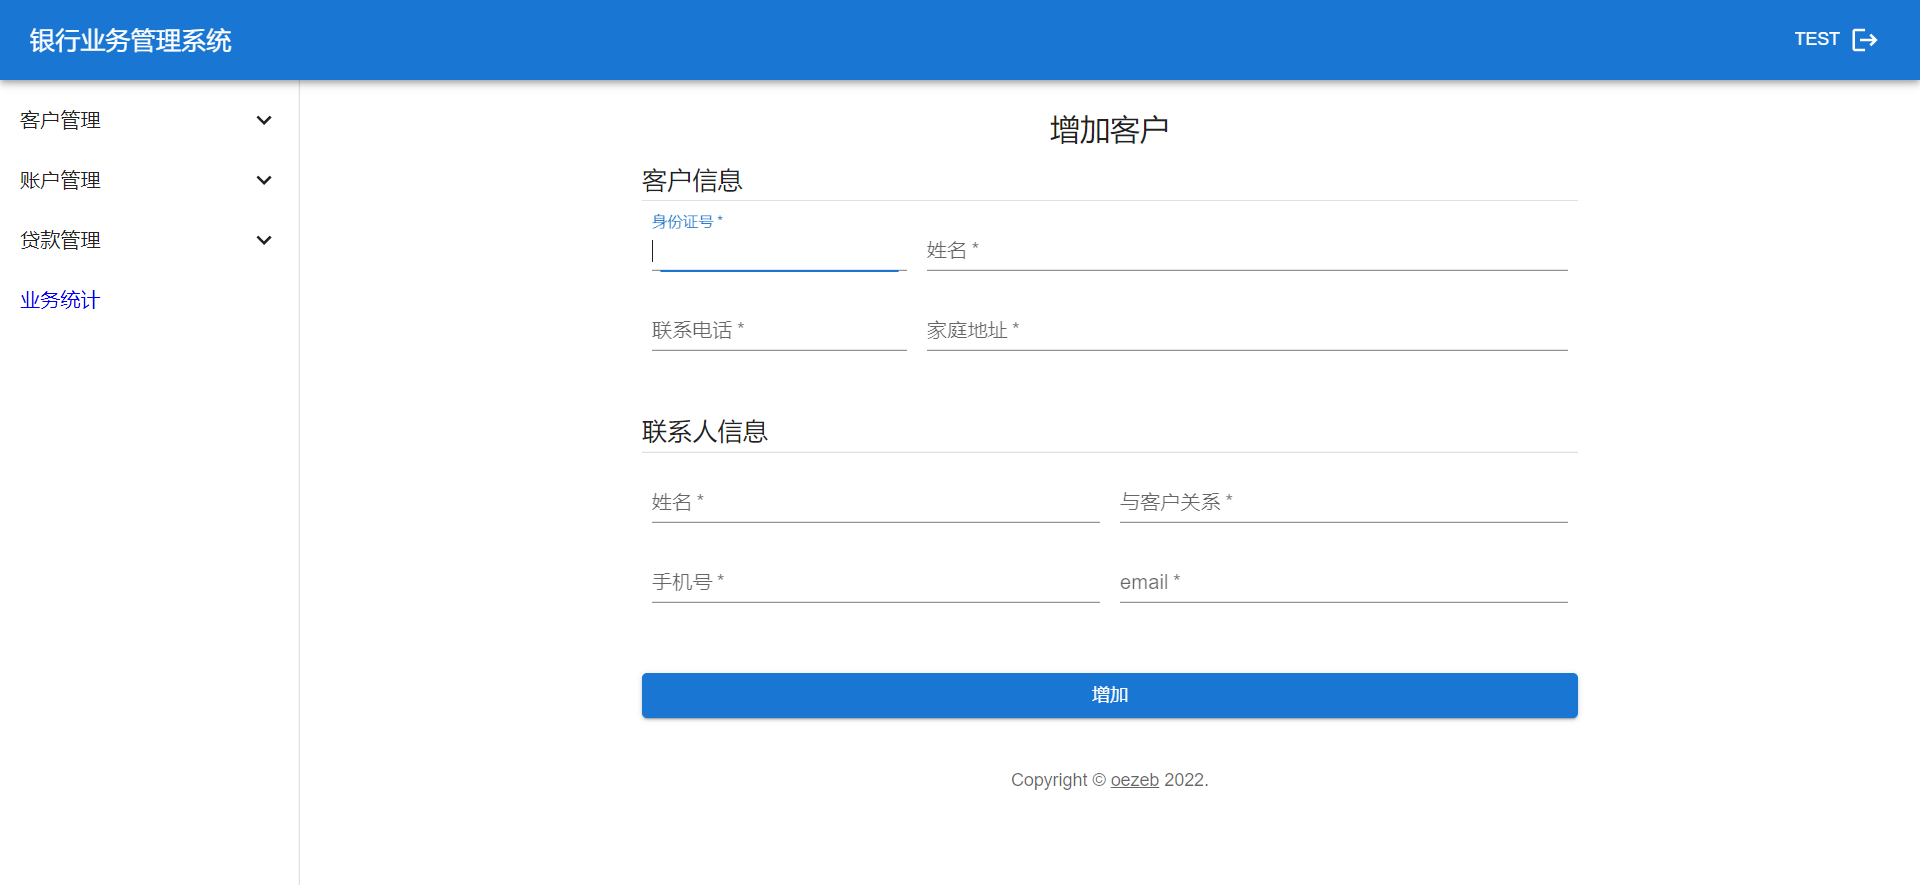 银行业务管理系统
TEST
客户管理
账户管理
贷款管理
业务统计
增加客户
客户信息
身份证号 *
姓名 *
联系电话 *
家庭地址 *
联系人信息
姓名 *
与客户关系 *
手机号 *
email *
增加
Copyright © oezeb 2022.